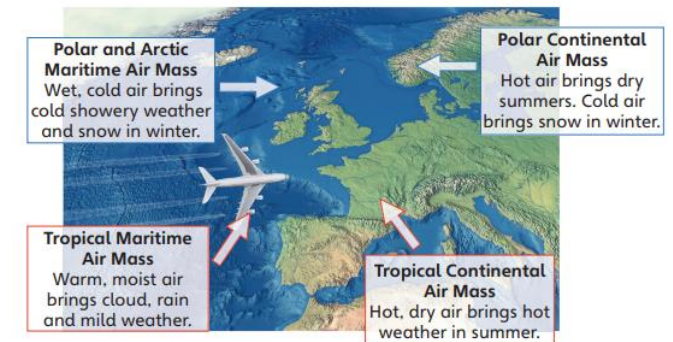 Polar and Arctic
Maritime Air Mass
Wet, cold air brings
cold showery weather
and snow in winter.
Polar Continental
Air Mass
Hot air brings dry
summers. Cold air
brings snow in winter.
Tropical Maritime
Air Mass
Warm, moist air
brings cloud, rain
and mild weather.
Tropical Continental
Air Mass
Hot, dry air brings hot
weather in summer.